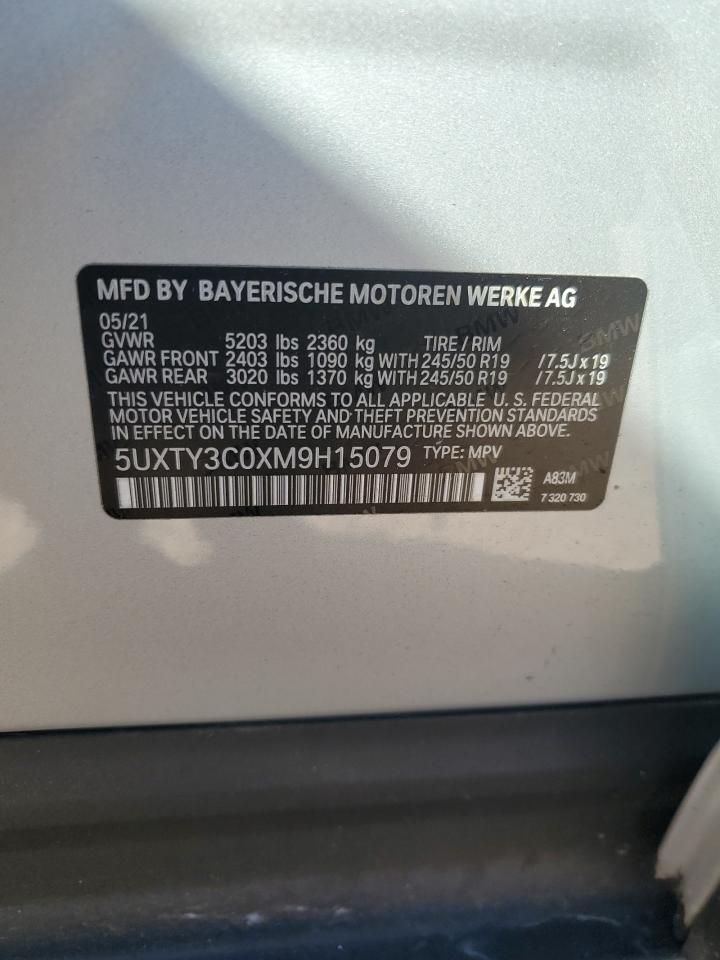 MFD BY BAYERISCHE MOTOREN WERKE AG
05/21
GVWR 5203 lbs 2360 kg TIRE / RIM
GAWR FRONT 2403 lbs 1090 kg WITH 245/50 R19 /7.5J x 19
GAWR REAR 3020 lbs 1370 kg WITH 245/50 R19 /7.5J x 19
THIS VEHICLE CONFORMS TO ALL APPLICABLE U. S. FEDERAL
MOTOR VEHICLE SAFETY AND THEFT PREVENTION STANDARDS
IN EFFECT ON THE DATE OF MANUFACTURE SHOWN ABOVE.
5UXTY3C0XM9H15079 TYPE: MPV
A83M
7 320 730